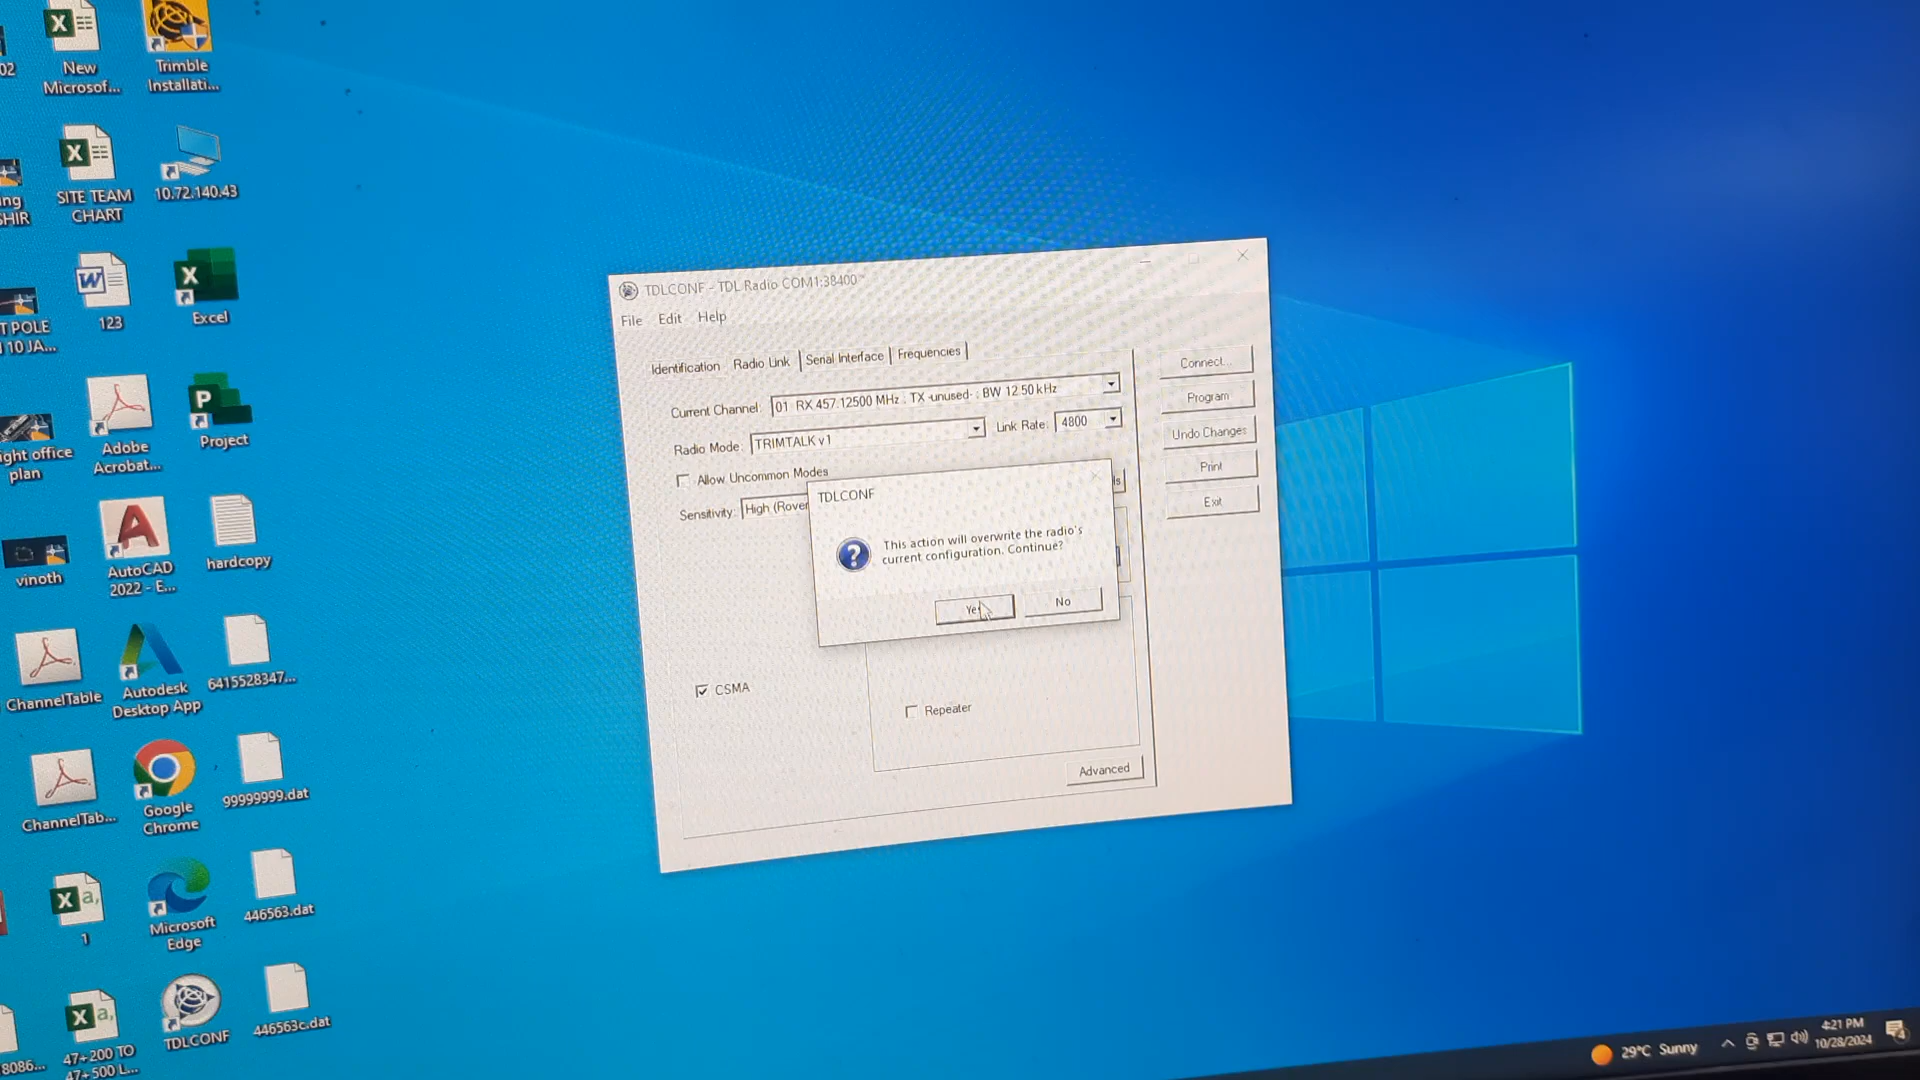 02
New
Microsof...
Trimble
Installati...
SITE TEAM
CHART
10.72.140.43
ing
SHIR
123
Excel
T POLE
10 JA...
Adobe
Acrobat...
Project
ight office
plan
AutoCAD
2022 - E...
hardcopy
vinoth
ChannelTable
Autodesk
Desktop App
6415528347...
ChannelTab...
Google
Chrome
99999999.dat
1
Microsoft
Edge
446563.dat
8086...
47+200 TO
47+500 L...
TDLCONF
446563c.dat
TDLCONF - TDL Radio COM1:38400
File Edit Help
Identification Radio Link Serial Interface Frequencies
Current Channel: 01 RX 457.12500 MHz : TX -unused- : BW 12.50 kHz
Radio Mode: TRIMTALK v1 Link Rate: 4800
Allow Uncommon Modes
Sensitivity: High (Rover
ls
CSMA
Repeater
Advanced
Connect...
Program
Undo Changes
Print
Exit
TDLCONF
This action will overwrite the radio's
current configuration. Continue?
Yes No
29°C Sunny
4:21 PM
10/28/2024
4